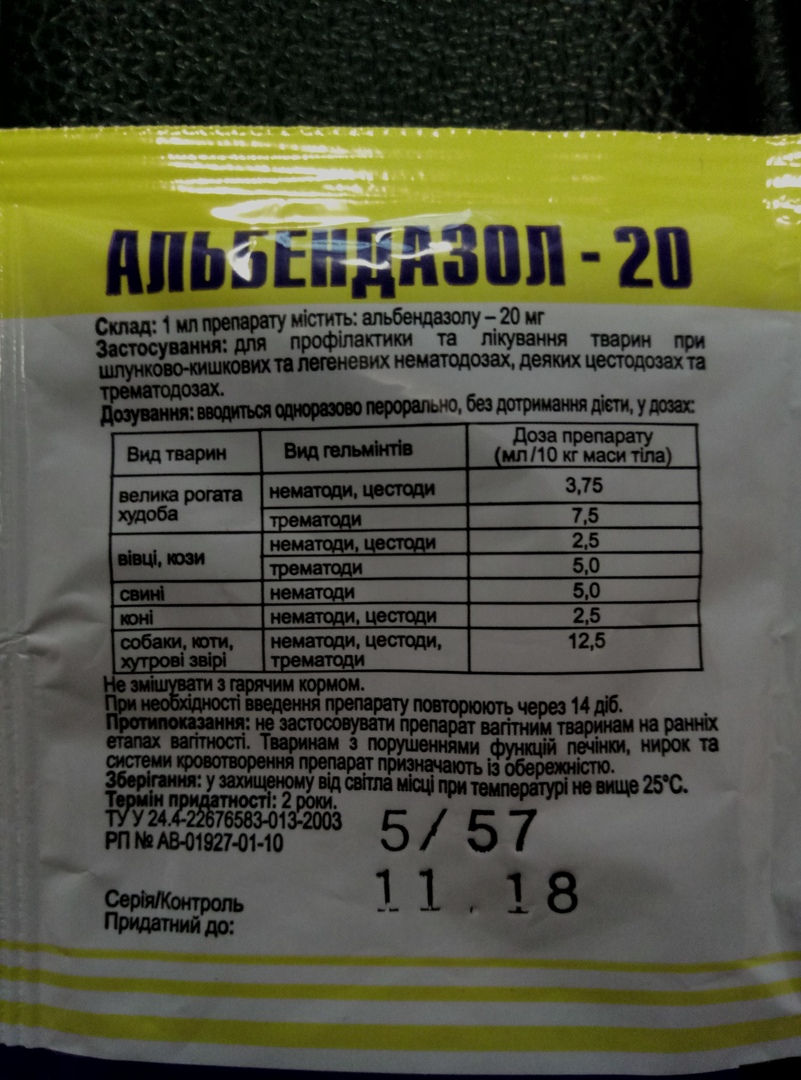 АЛЬБЕНДАЗОЛ - 20
Склад: 1 мл препарату містить: альбендазолу – 20 мг
Застосування: для профілактики та лікування тварин при
шлунково-кишкових та легеневих нематодозах, деяких цестодозах та
трематодозах.
Дозування: вводиться одноразово перорально, без дотримання дієти, у дозах:
Вид тварин Вид гельмінтів Доза препарату
(мл/10 кг маси тіла)
велика рогата нематоди, цестоди 3,75
худоба трематоди 7,5
вівці, кози нематоди, цестоди 2,5
трематоди 5,0
свині нематоди 5,0
коні нематоди, цестоди 2,5
собаки, коти, нематоди, цестоди, 12,5
хутрові звірі трематоди
Не змішувати з гарячим кормом.
При необхідності введення препарату повторюють через 14 діб.
Протипоказання: не застосовувати препарат вагітним тваринам на ранніх
етапах вагітності. Тваринам з порушеннями функцій печінки, нирок та
системи кровотворення препарат призначають із обережністю.
Зберігання: у захищеному від світла місці при температурі не вище 25°С.
Термін придатності: 2 роки.
ТУ У 24.4-22676583-013-2003
РП № АВ-01927-01-10
5/57
11.18
Серія/Контроль
Придатний до: